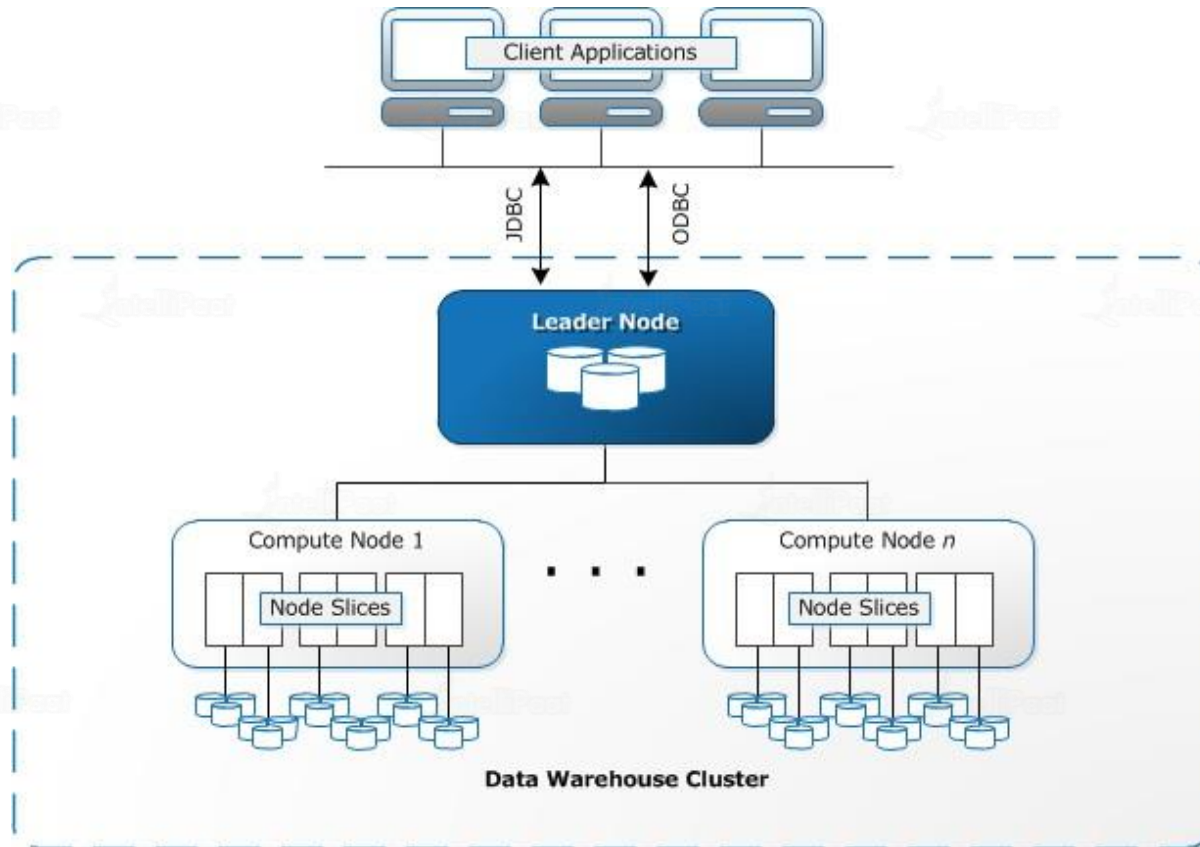 Client Applications
JDBC
ODBC
Leader Node
Compute Node 1
Compute Node n
Node Slices
Node Slices
Data Warehouse Cluster